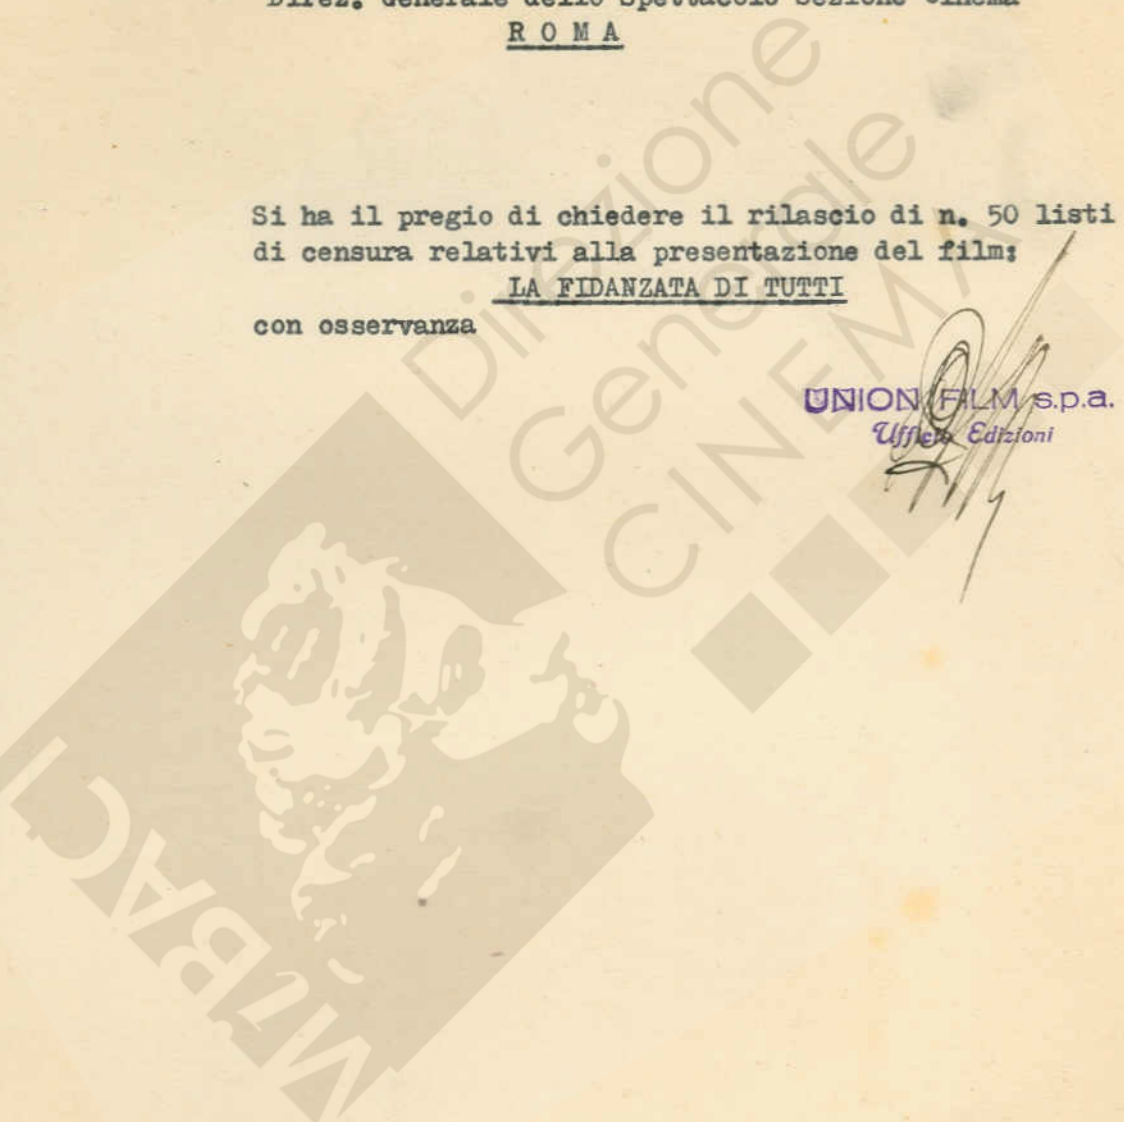 Direz. Generale dello Spettacolo Sezione Cinema
R O M A
Si ha il pregio di chiedere il rilascio di n. 50 listi
di censura relativi alla presentazione del film:
LA FIDANZATA DI TUTTI
con osservanza
UNION FILM s.p.a.
Ufficio Edizioni
Direzione
Generale
CINEMA
MiBAC